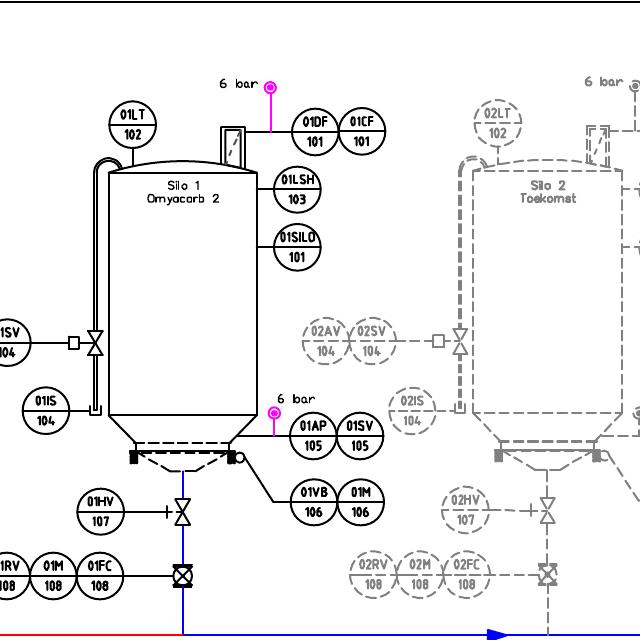 6 bar
6 bar
01LT
102
01DF
101
01CF
101
02LT
102
Silo 1
Omyacarb 2
01LSH
103
Silo 2
Toekomst
01SILO
101
1SV
104
02AV
104
02SV
104
01IS
104
6 bar
02IS
104
01AP
105
01SV
105
01HV
107
01VB
106
01M
106
02HV
107
1RV
108
01M
108
01FC
108
02RV
108
02M
108
02FC
108